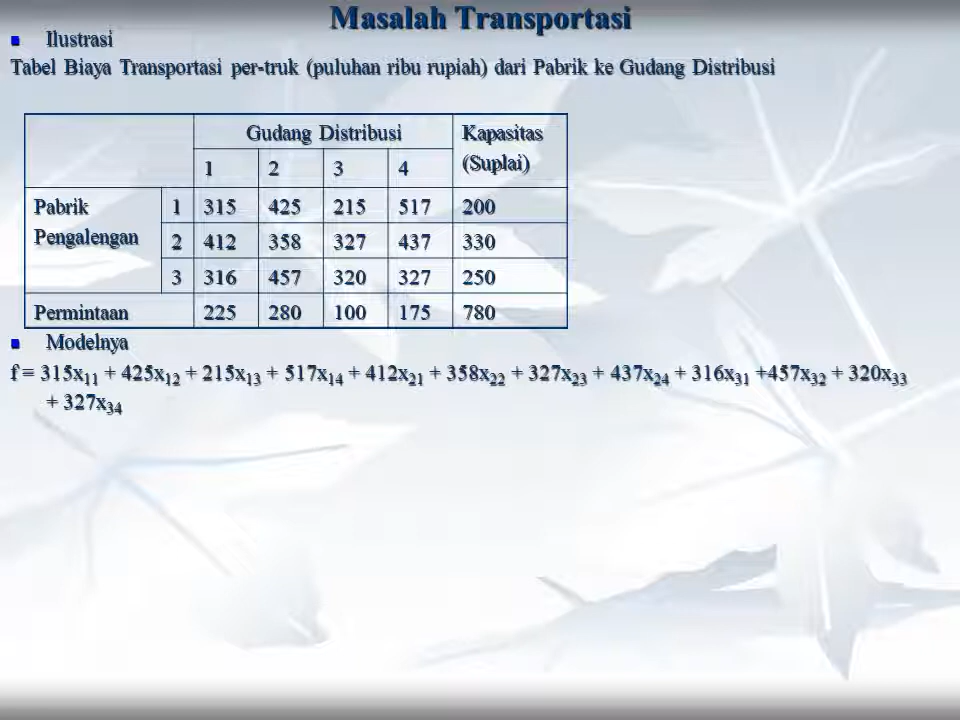 Masalah Transportasi
Ilustrasi
Tabel Biaya Transportasi per-truk (puluhan ribu rupiah) dari Pabrik ke Gudang Distribusi
Gudang Distribusi Kapasitas (Suplai)
1 2 3 4
Pabrik Pengalengan 1 315 425 215 517 200
2 412 358 327 437 330
3 316 457 320 327 250
Permintaan 225 280 100 175 780
Modelnya
f = 315x11 + 425x12 + 215x13 + 517x14 + 412x21 + 358x22 + 327x23 + 437x24 + 316x31 +457x32 + 320x33
+ 327x34